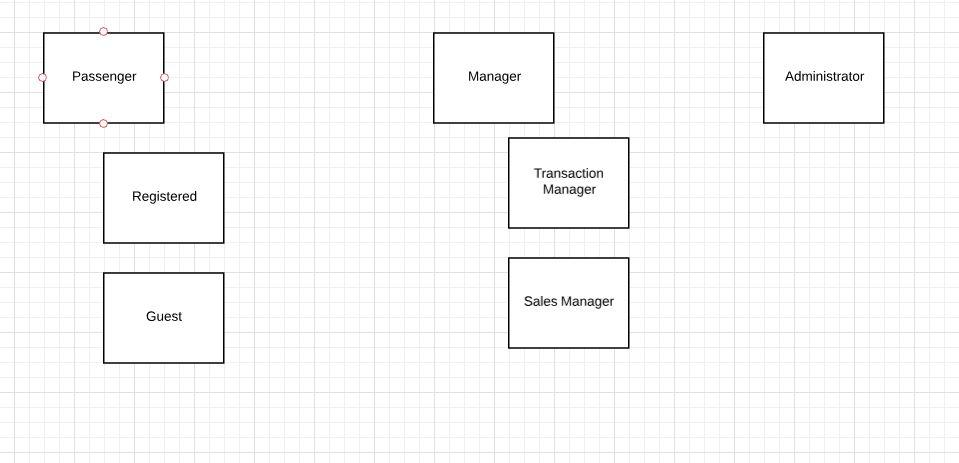 Passenger
Manager
Administrator
Registered
Transaction
Manager
Guest
Sales Manager